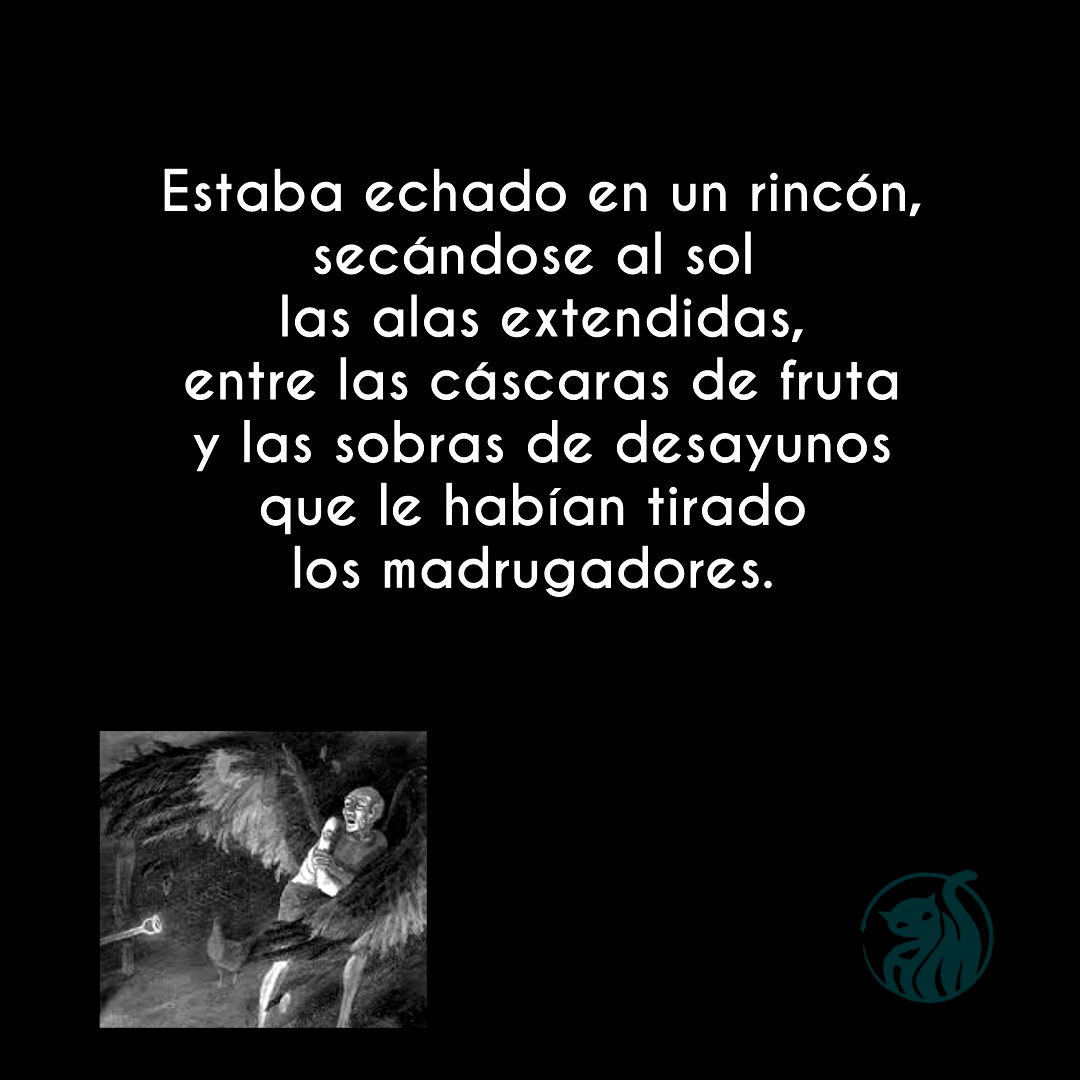 Estaba echado en un rincón,
secándose al sol
las alas extendidas,
entre las cáscaras de fruta
y las sobras de desayunos
que le habían tirado
los madrugadores.